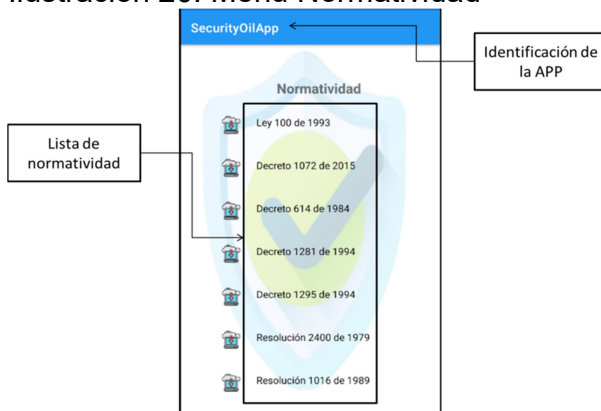 Ilustración Menú Normatividad
SecurityOilApp
Identificación de
la APP
Normatividad
Lista de
normatividad
Ley 100 de 1993
Decreto 1072 de 2015
Decreto 614 de 1984
Decreto 1281 de 1994
Decreto 1295 de 1994
Resolución 2400 de 1979
Resolución 1016 de 1989